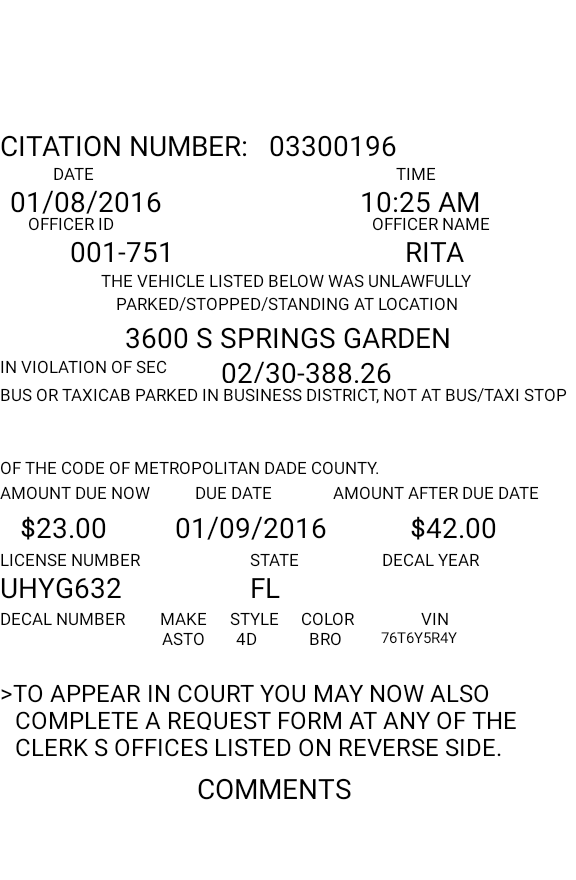 CITATION NUMBER: 03300196
DATE TIME
01/08/2016 10:25 AM
OFFICER ID OFFICER NAME
001-751 RITA
THE VEHICLE LISTED BELOW WAS UNLAWFULLY
PARKED/STOPPED/STANDING AT LOCATION
3600 S SPRINGS GARDEN
IN VIOLATION OF SEC 02/30-388.26
BUS OR TAXICAB PARKED IN BUSINESS DISTRICT, NOT AT BUS/TAXI STOP
OF THE CODE OF METROPOLITAN DADE COUNTY.
AMOUNT DUE NOW DUE DATE AMOUNT AFTER DUE DATE
$23.00 01/09/2016 $42.00
LICENSE NUMBER STATE DECAL YEAR
UHYG632 FL
DECAL NUMBER MAKE STYLE COLOR VIN
ASTO 4D BRO 76T6Y5R4Y
>TO APPEAR IN COURT YOU MAY NOW ALSO
COMPLETE A REQUEST FORM AT ANY OF THE
CLERK S OFFICES LISTED ON REVERSE SIDE.
COMMENTS